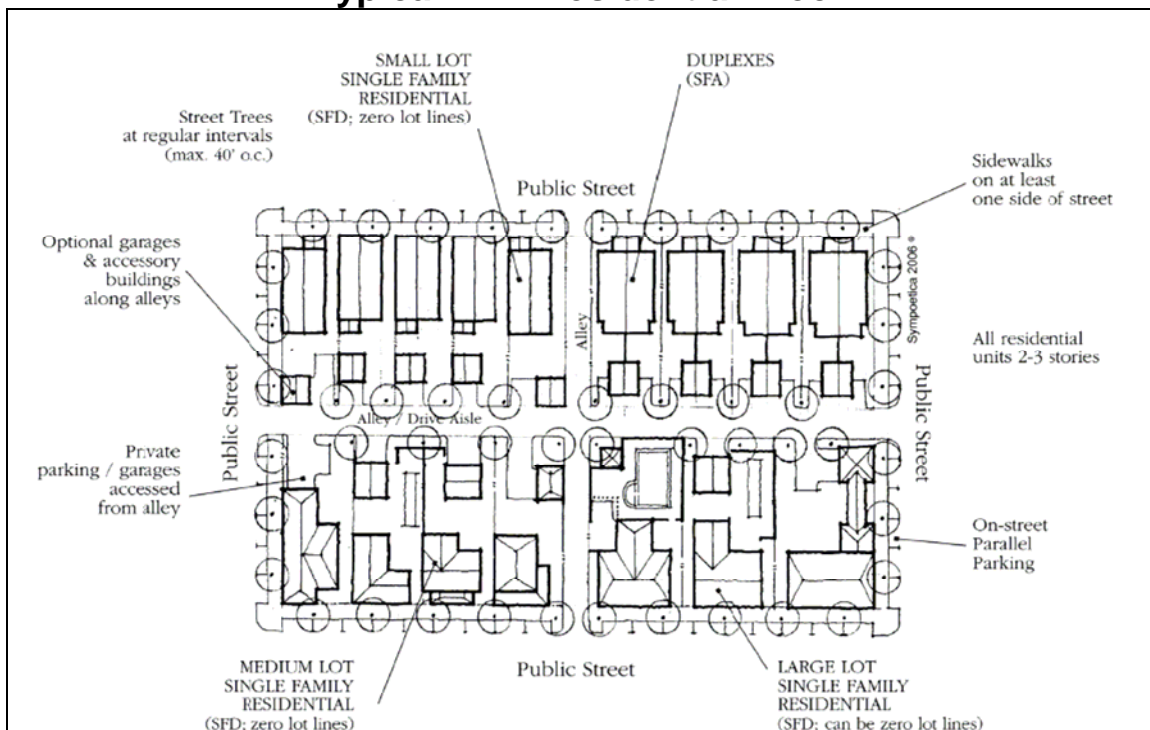 SMALL LOT
SINGLE FAMILY
RESIDENTIAL
(SFD; zero lot lines)
DUPLEXES
(SFA)
Street Trees
at regular intervals
(max. 40' o.c.)
Public Street
Sidewalks
on at least
one side of street
Optional garages
& accessory
buildings
along alleys
Sympoetica 2006 ©
Alley
All residential
units 2-3 stories
Public Street
Public Street
Alley / Drive Aisle
Private
parking / garages
accessed
from alley
On-street
Parallel
Parking
Public Street
MEDIUM LOT
SINGLE FAMILY
RESIDENTIAL
(SFD; zero lot lines)
LARGE LOT
SINGLE FAMILY
RESIDENTIAL
(SFD; can be zero lot lines)